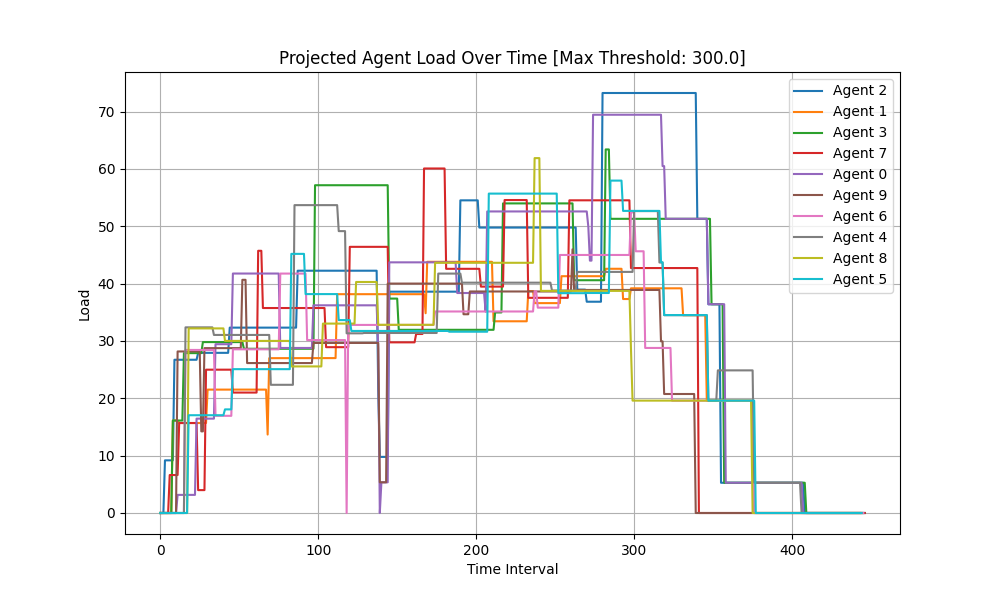 Projected Agent Load Over Time [Max Threshold: 300.0]
Load
70
60
50
40
30
20
10
0
0
100
200
300
400
Time Interval
Agent 2
Agent 1
Agent 3
Agent 7
Agent 0
Agent 9
Agent 6
Agent 4
Agent 8
Agent 5